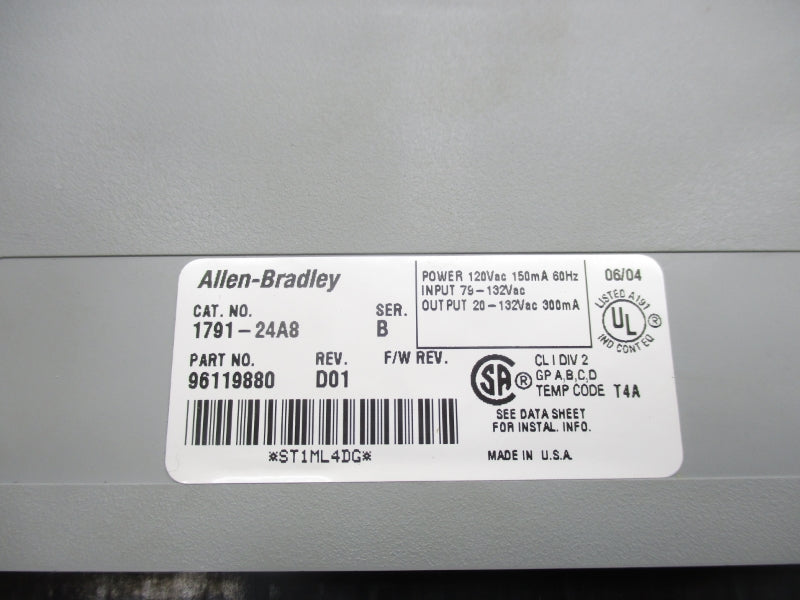 Allen-Bradley
CAT. NO. SER.
1791-24A8 B
PART NO. REV. F/W REV.
96119880 D01
*ST1ML4DG*
POWER 120Vac 150mA 60Hz
INPUT 79-132Vac
OUTPUT 20-132Vac 300mA
06/04
LISTED A191
UL ®
IND CONT EQ
SA ®
CL I DIV 2
GP A,B,C,D
TEMP CODE T4A
SEE DATA SHEET
FOR INSTAL. INFO.
MADE IN U.S.A.